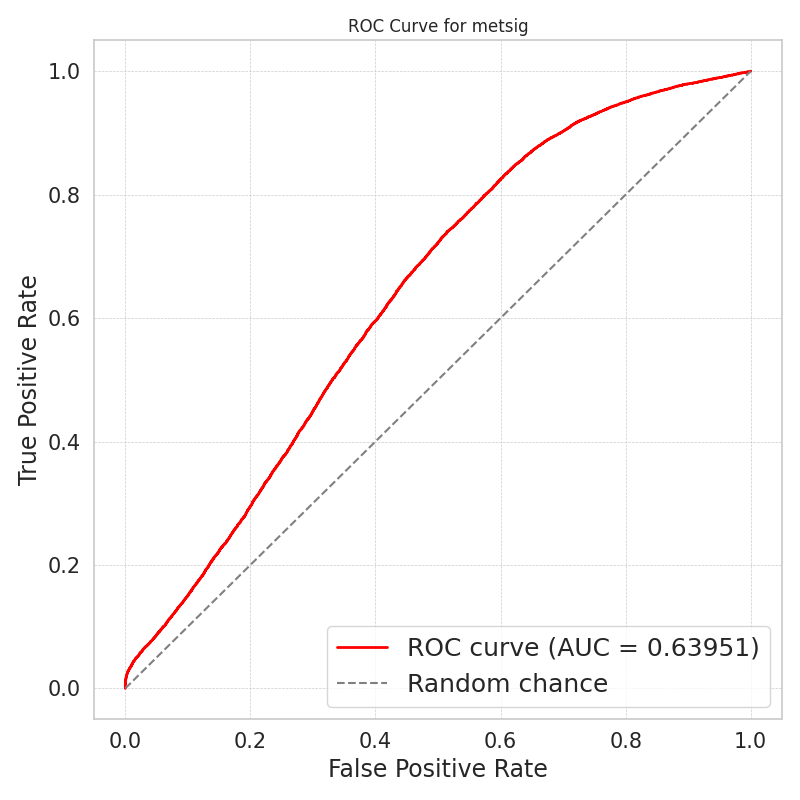 ROC Curve for metsig
True Positive Rate
1.0
0.8
0.6
0.4
0.2
0.0
ROC curve (AUC = 0.63951)
Random chance
0.0 0.2 0.4 0.6 0.8 1.0
False Positive Rate